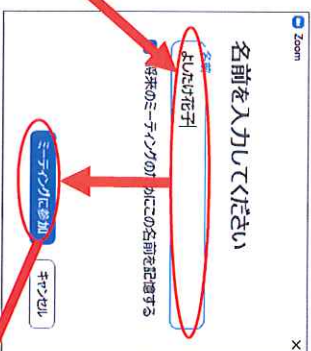 Zoom
名前を入力してください
名前
よしたけ花子
将来のミーティングのためにこの名前を記憶する
ミーティングに参加
キャンセル